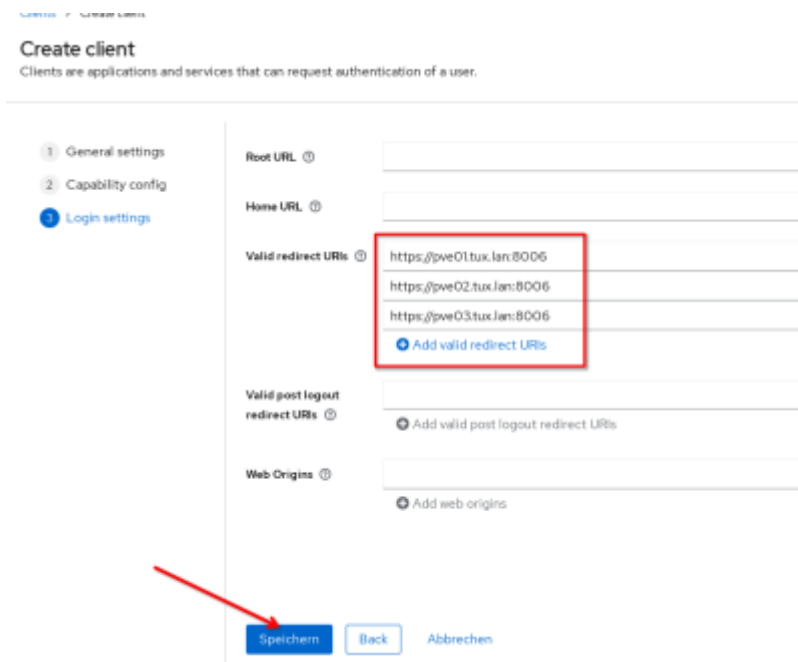 Clients > Create client
Create client
Clients are applications and services that can request authentication of a user.
1 General settings
2 Capability config
3 Login settings
Root URL
Home URL
Valid redirect URIs
https://pve01.tux.lan:8006
https://pve02.tux.lan:8006
https://pve03.tux.lan:8006
Add valid redirect URIs
Valid post logout
redirect URIs
Add valid post logout redirect URIs
Web Origins
Add web origins
Speichern Back Abbrechen